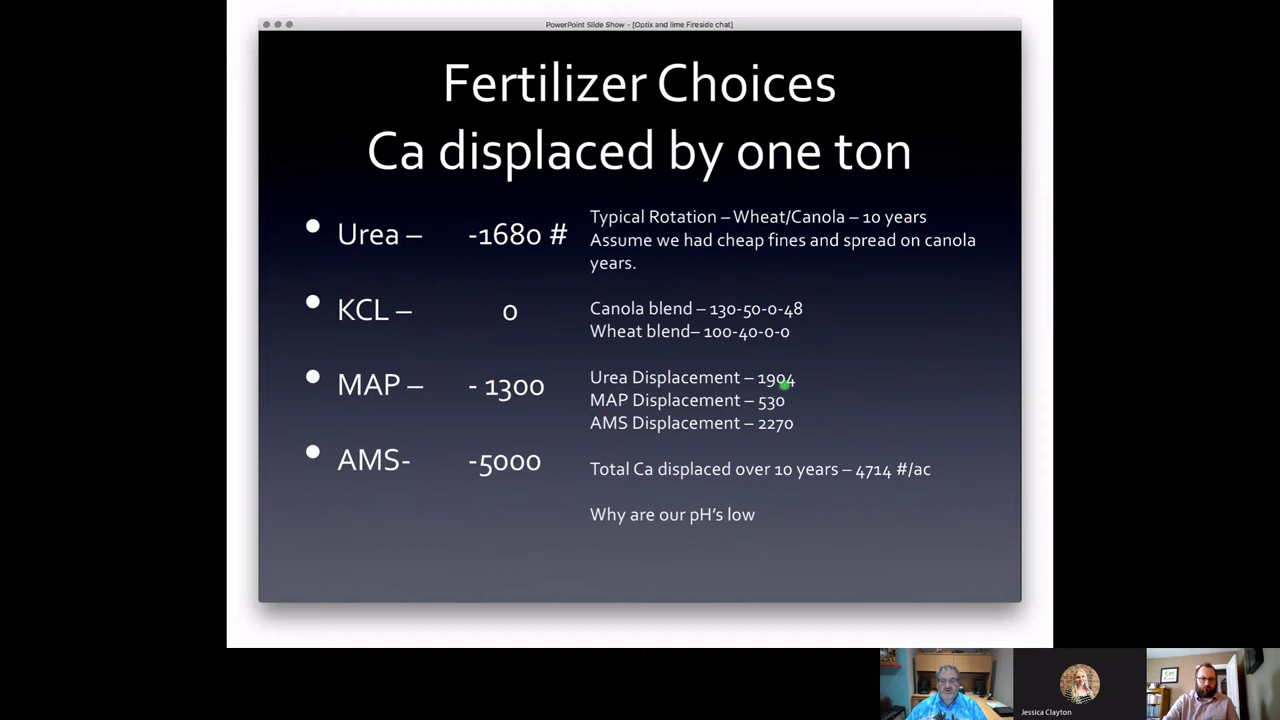 PowerPoint Slide Show - [Optix and lime Fireside chat]
Fertilizer Choices
Ca displaced by one ton
• Urea – -1680 #
• KCL – 0
• MAP – - 1300
• AMS- -5000
Typical Rotation – Wheat/Canola – 10 years
Assume we had cheap fines and spread on canola
years.
Canola blend – 130-50-0-48
Wheat blend– 100-40-0-0
Urea Displacement – 1904
MAP Displacement – 530
AMS Displacement – 2270
Total Ca displaced over 10 years – 4714 #/ac
Why are our pH’s low
Jessica Clayton